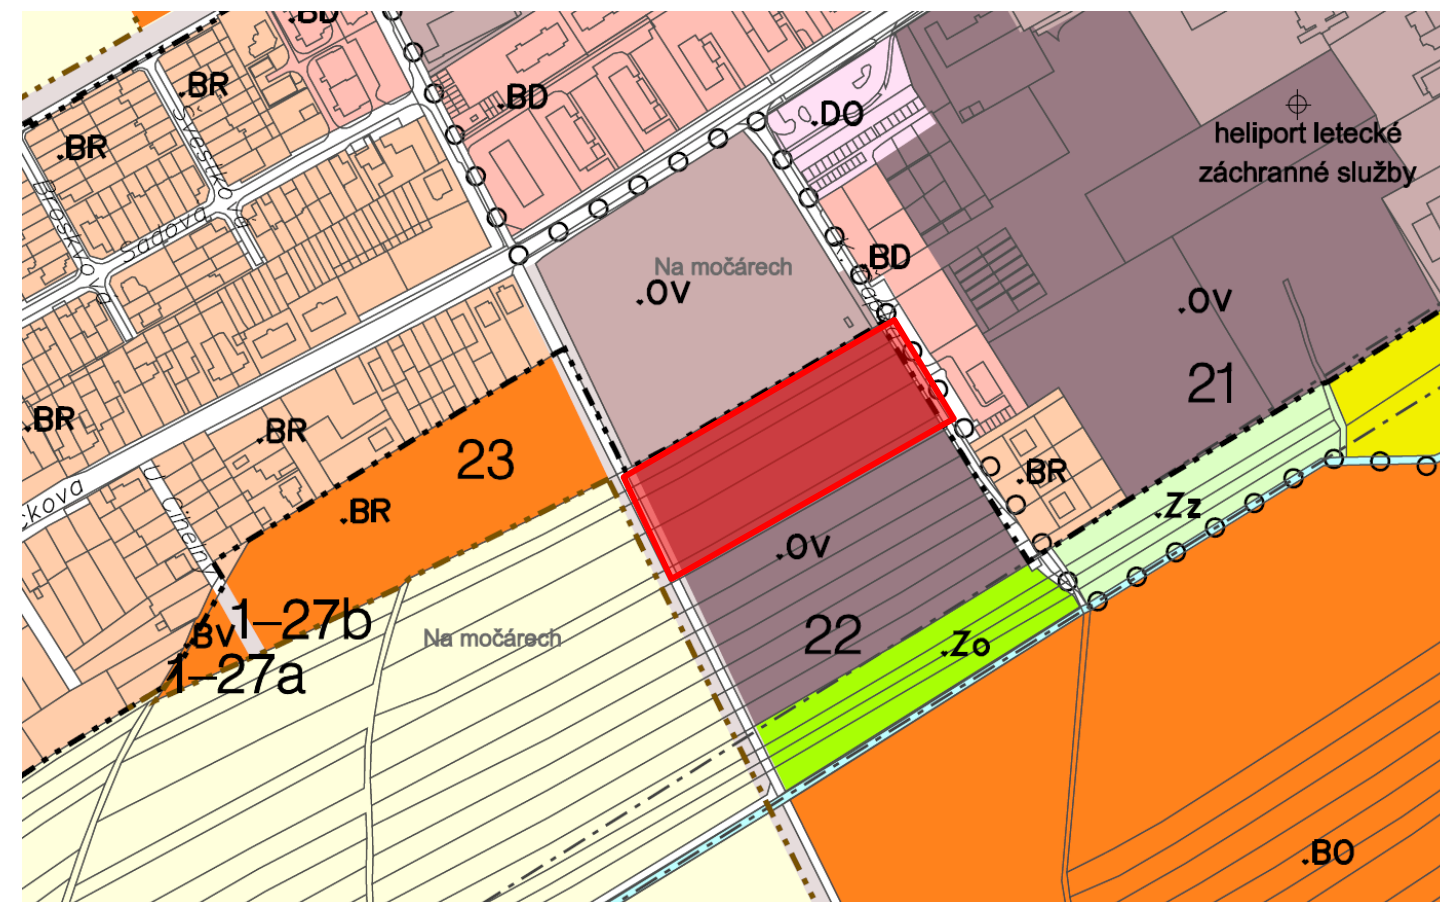 .BD
.BR
.BD
.DO
heliport letecké
záchranné služby
.BR
Sadová
Na močárech
.BD
.OV
.OV
21
.BR
.BR
23
.BR
.BR
.Zz
U Cihelny
.OV
1–27b
BV
Na močárech
22
.Zo
.1–27a
.BO